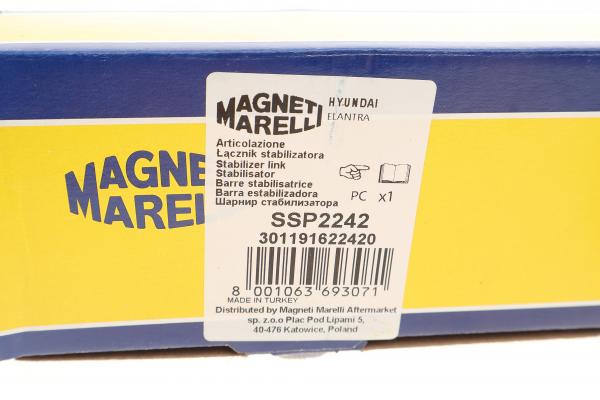 MAGNETI
MARELLI
HYUNDAI
ELANTRA
Articolazione
Łącznik stabilizatora
Stabilizer link
Stabilisator
Barre stabilisatrice
Barra estabilizadora
Шарнир стабилизатора
PC x1
SSP2242
301191622420
8 001063 693071
MADE IN TURKEY
Distributed by Magneti Marelli Aftermarket
sp. z.o.o Plac Pod Lipami 5,
40-476 Katowice, Poland
MAGNE
MAREL